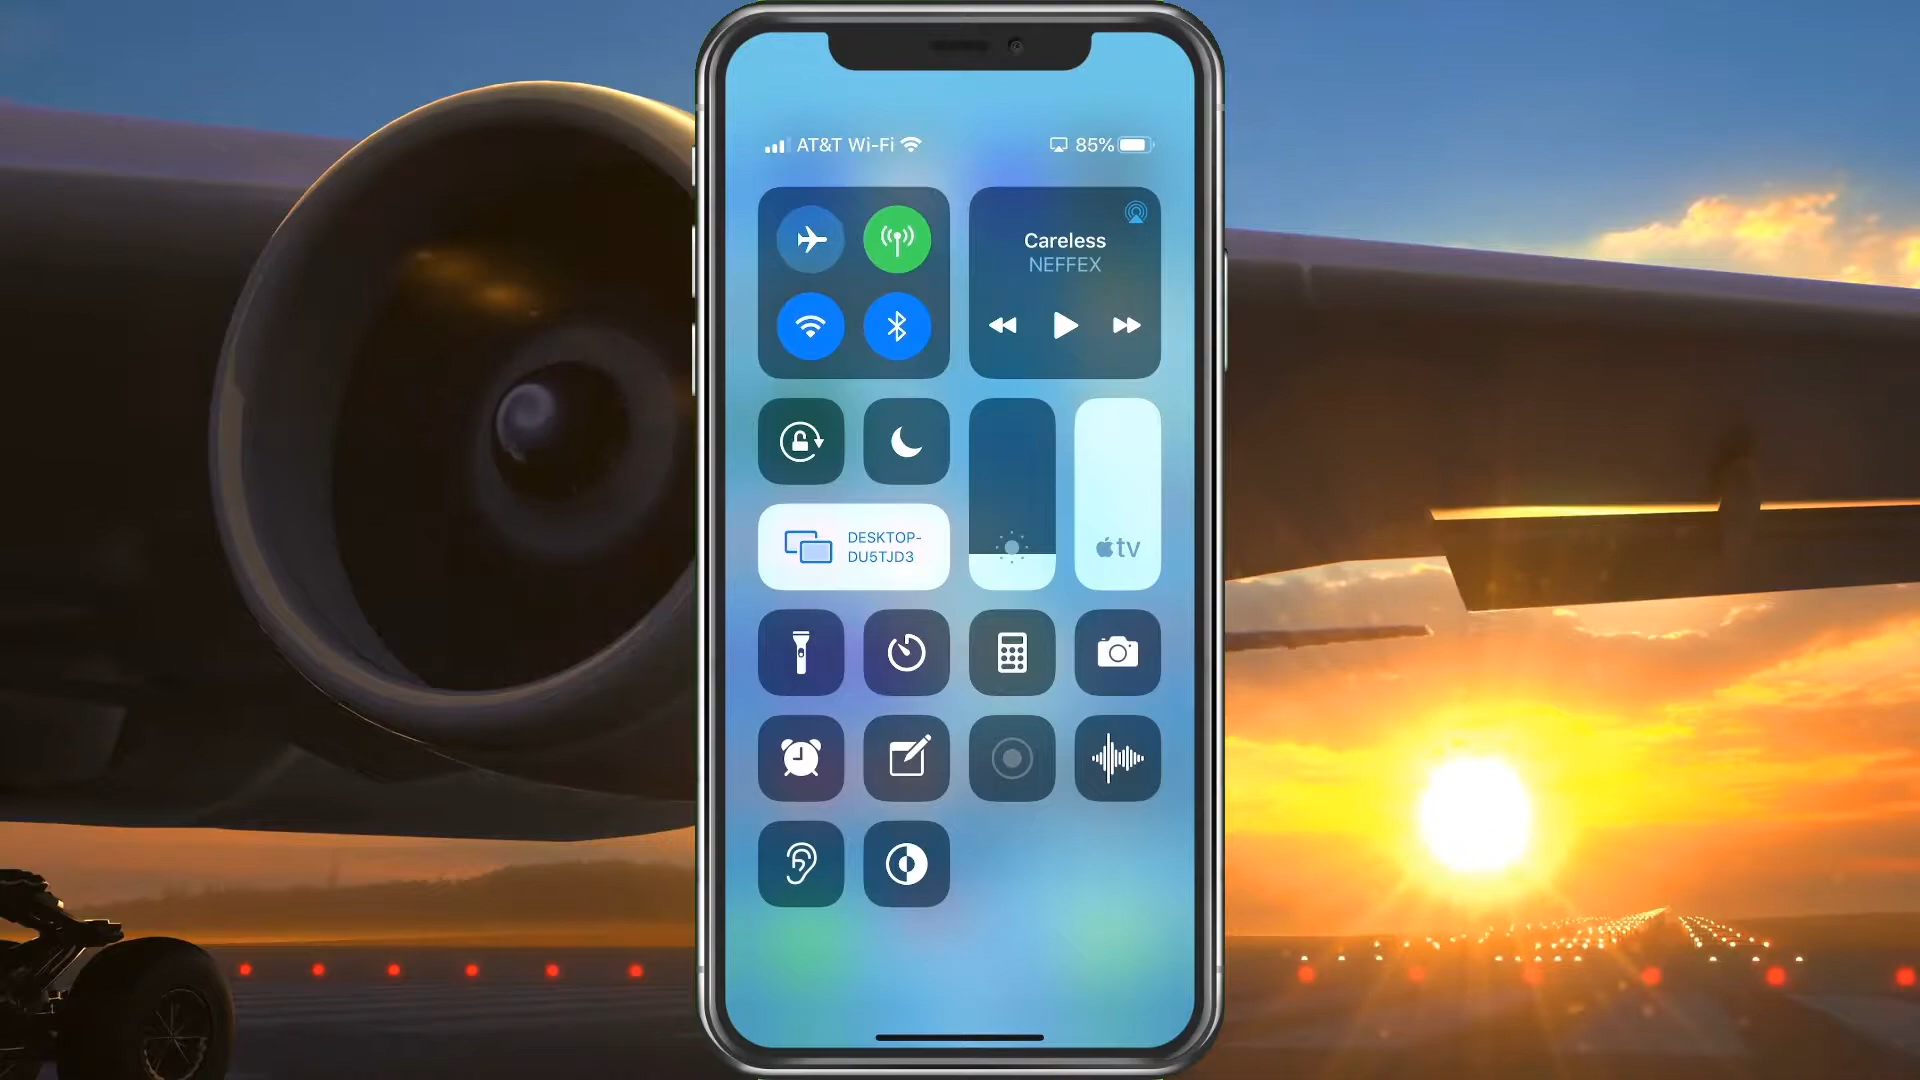 AT&T Wi-Fi
85%
Careless
NEFFEX
DESKTOP-
DU5TJD3
tv